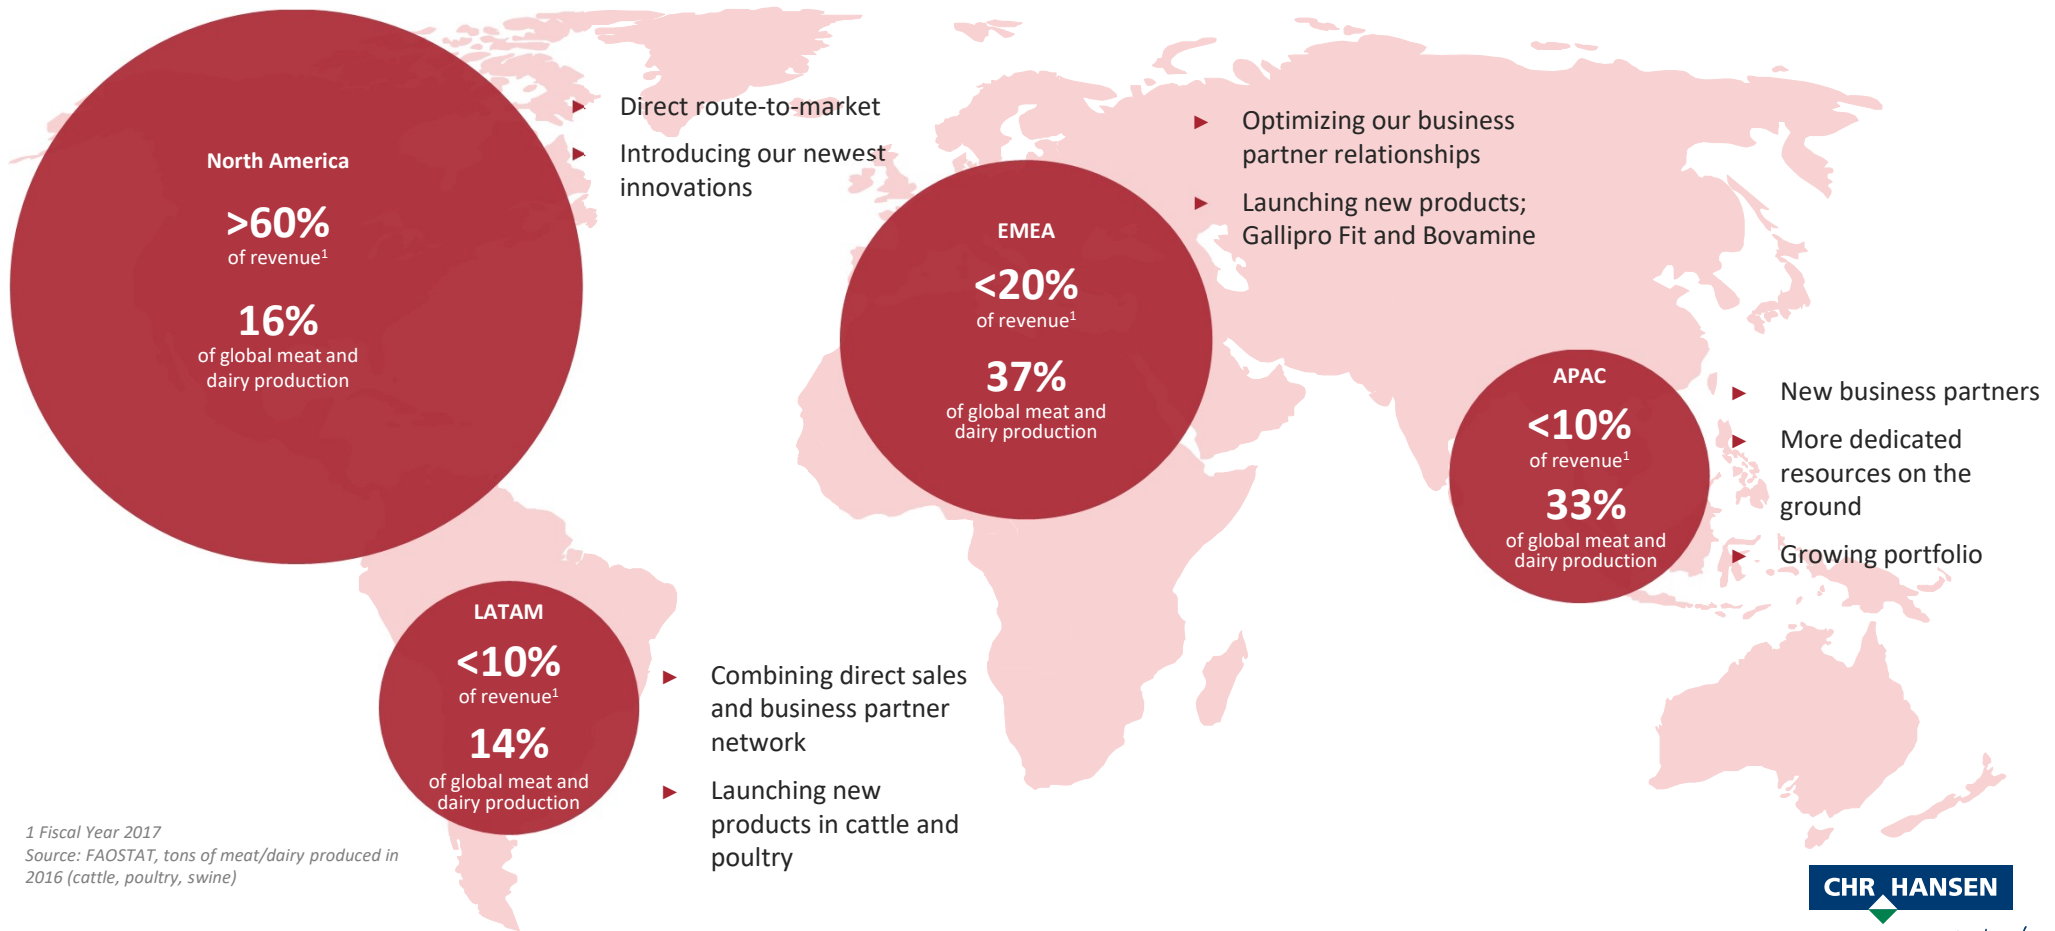 North America
>60%
of revenue¹
16%
of global meat and
dairy production
► Direct route-to-market
► Introducing our newest
innovations
EMEA
<20%
of revenue¹
37%
of global meat and
dairy production
► Optimizing our business
partner relationships
► Launching new products;
Gallipro Fit and Bovamine
APAC
<10%
of revenue¹
33%
of global meat and
dairy production
► New business partners
► More dedicated
resources on the
ground
► Growing portfolio
LATAM
<10%
of revenue¹
14%
of global meat and
dairy production
► Combining direct sales
and business partner
network
► Launching new
products in cattle and
poultry
1 Fiscal Year 2017
Source: FAOSTAT, tons of meat/dairy produced in
2016 (cattle, poultry, swine)
CHR HANSEN